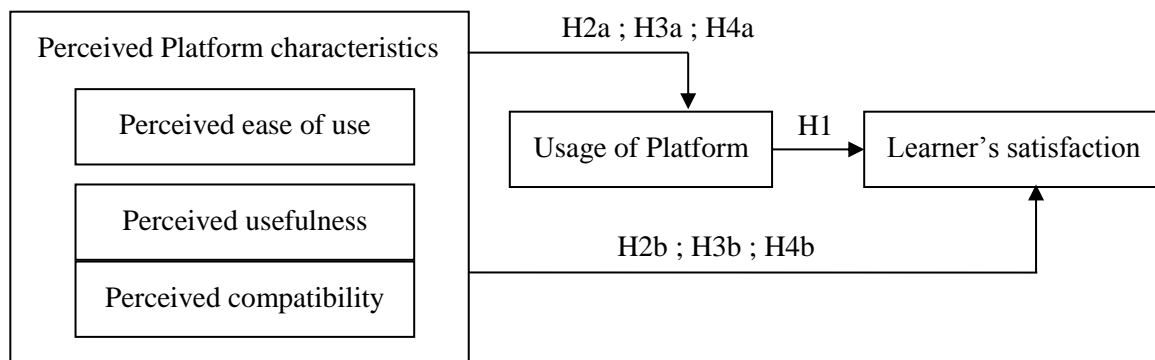 H2a ; H3a ; H4a
Perceived Platform characteristics
Perceived ease of use
H1
Usage of Platform
Learner’s satisfaction
Perceived usefulness
H2b ; H3b ; H4b
Perceived compatibility